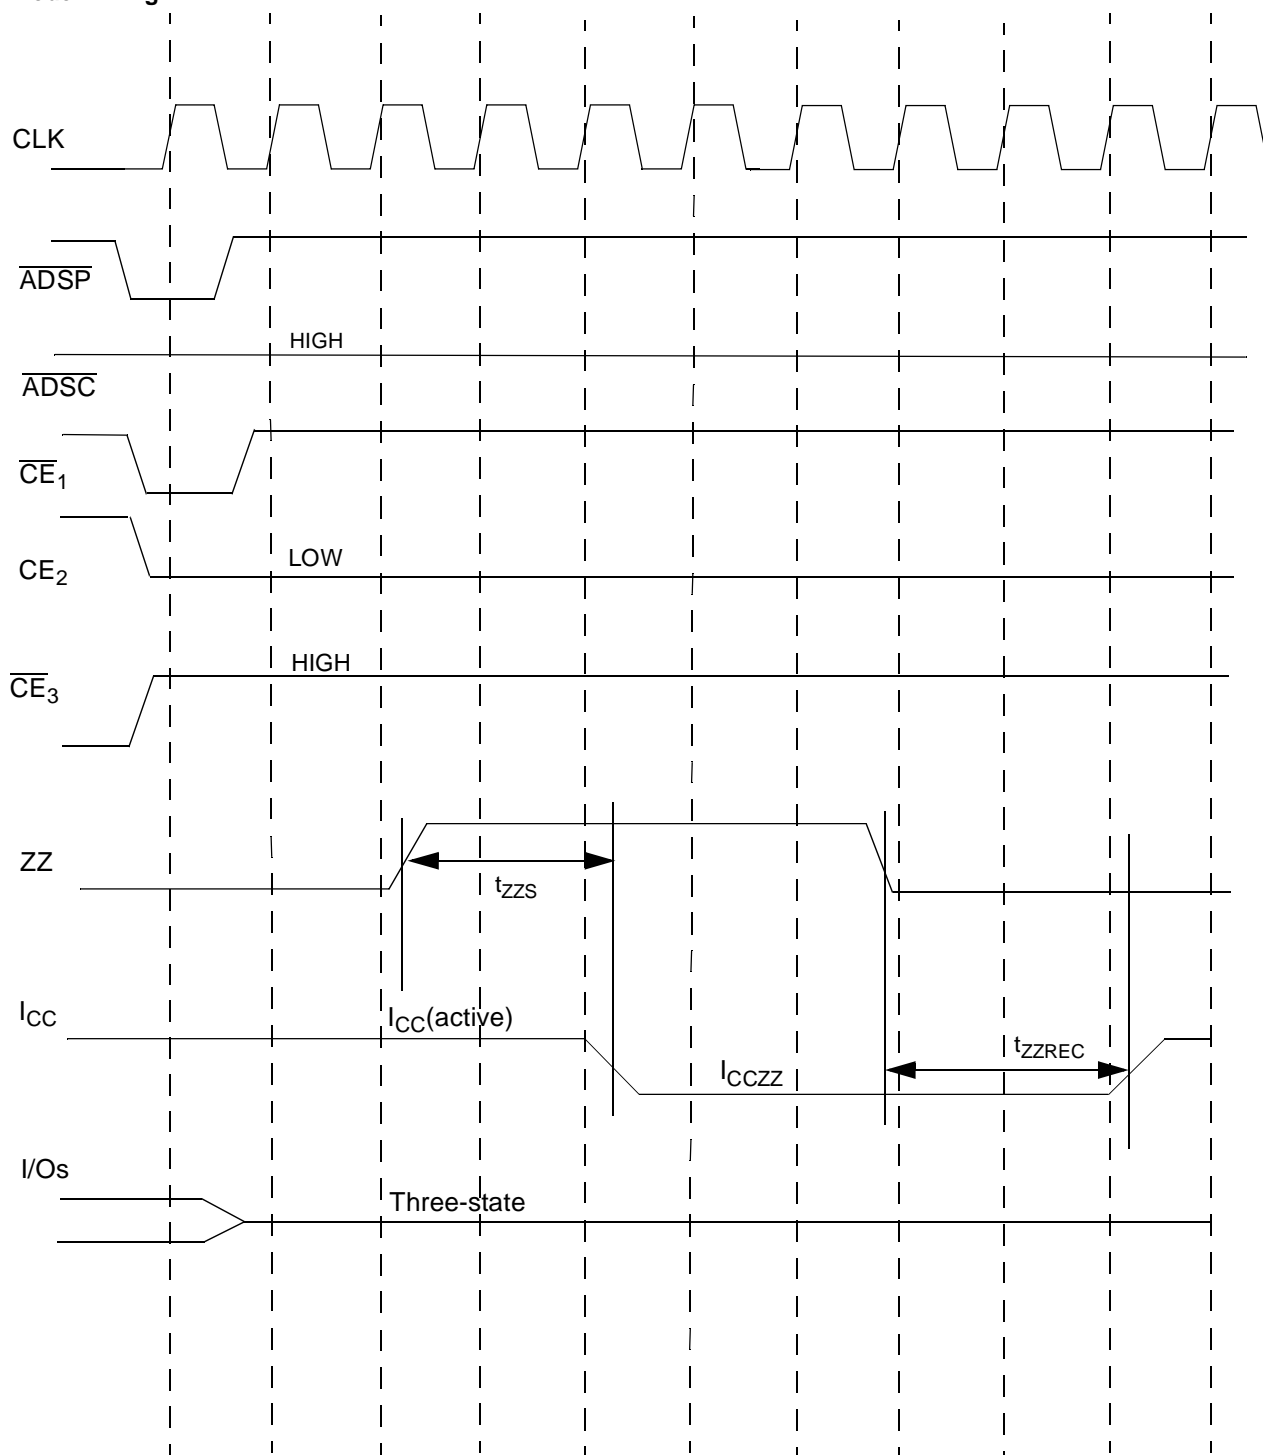 CLK
ADSP
HIGH
ADSC
CE1
LOW
CE2
HIGH
CE3
ZZ
tZZS
ICC
ICC(active)
tZZREC
ICCZZ
I/Os
Three-state